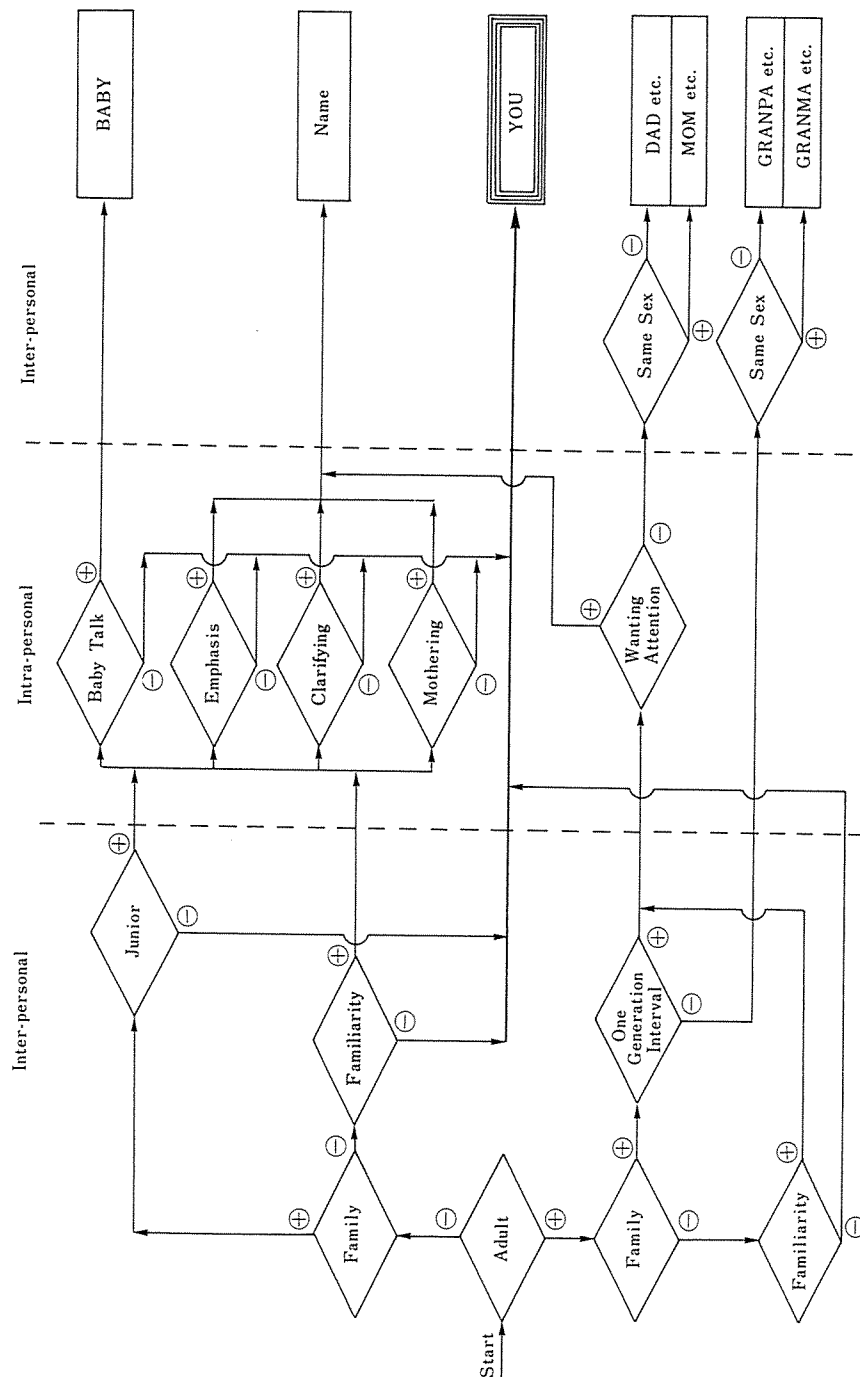 Inter-personal
Intra-personal
Inter-personal
Start
Adult
−
+
Family
+
−
Junior
+
−
Familiarity
+
−
Baby Talk
+
−
Emphasis
+
−
Clarifying
+
−
Mothering
+
−
Family
+
−
Familiarity
+
−
One
Generation
Interval
+
−
Wanting
Attention
+
−
Same Sex
−
+
Same Sex
−
+
BABY
Name
YOU
DAD etc.
MOM etc.
GRANPA etc.
GRANMA etc.